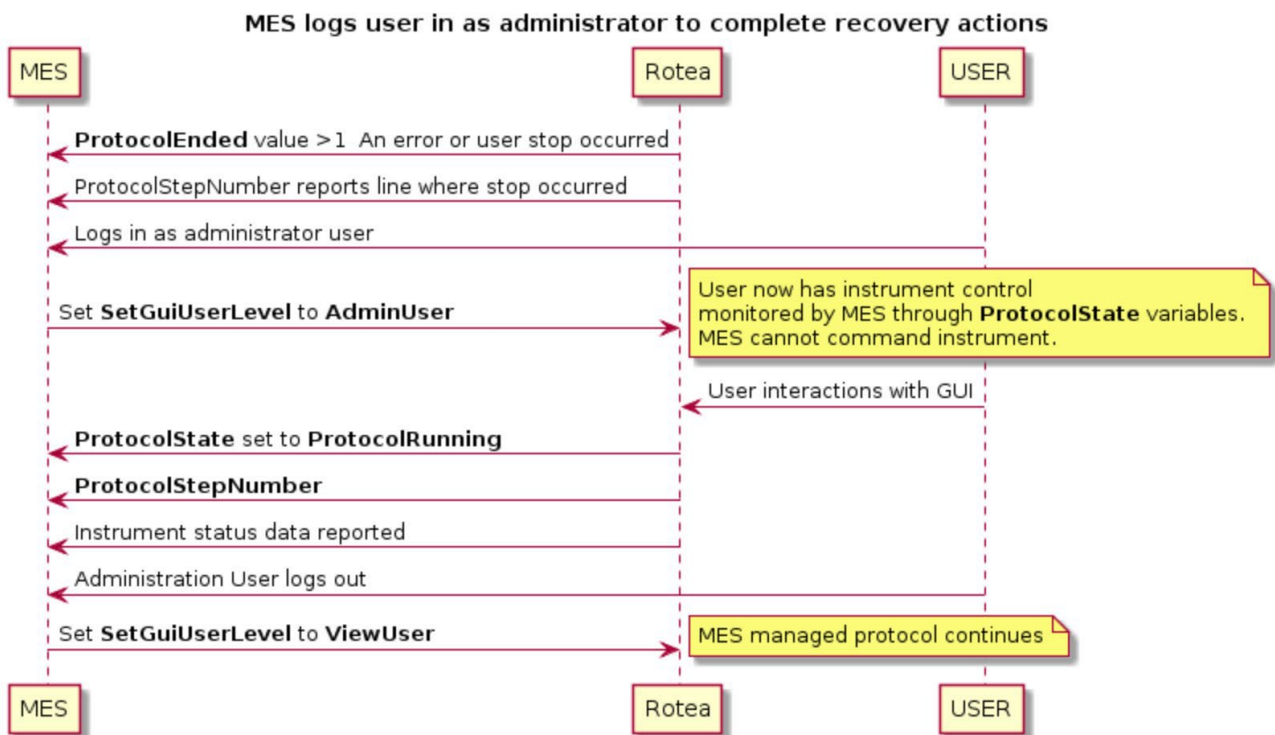 MES logs user in as administrator to complete recovery actions
MES
Rotea
USER
ProtocolEnded value >1  An error or user stop occurred
ProtocolStepNumber reports line where stop occurred
Logs in as administrator user
Set SetGuiUserLevel to AdminUser
User now has instrument control
monitored by MES through ProtocolState variables.
MES cannot command instrument.
User interactions with GUI
ProtocolState set to ProtocolRunning
ProtocolStepNumber
Instrument status data reported
Administration User logs out
Set SetGuiUserLevel to ViewUser
MES managed protocol continues
MES
Rotea
USER